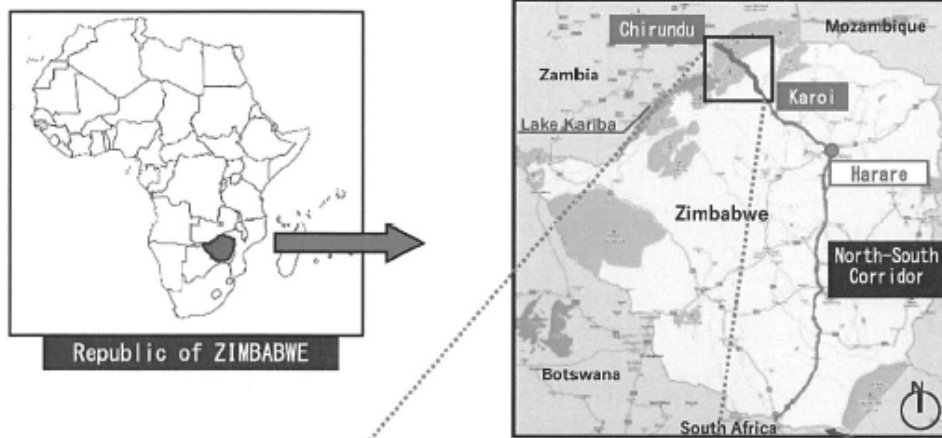 Republic of ZIMBABWE
Chirundu
Mozambique
Zambia
Karoi
Lake Kariba
Harare
Zimbabwe
North-South
Corridor
Botswana
N
South Africa